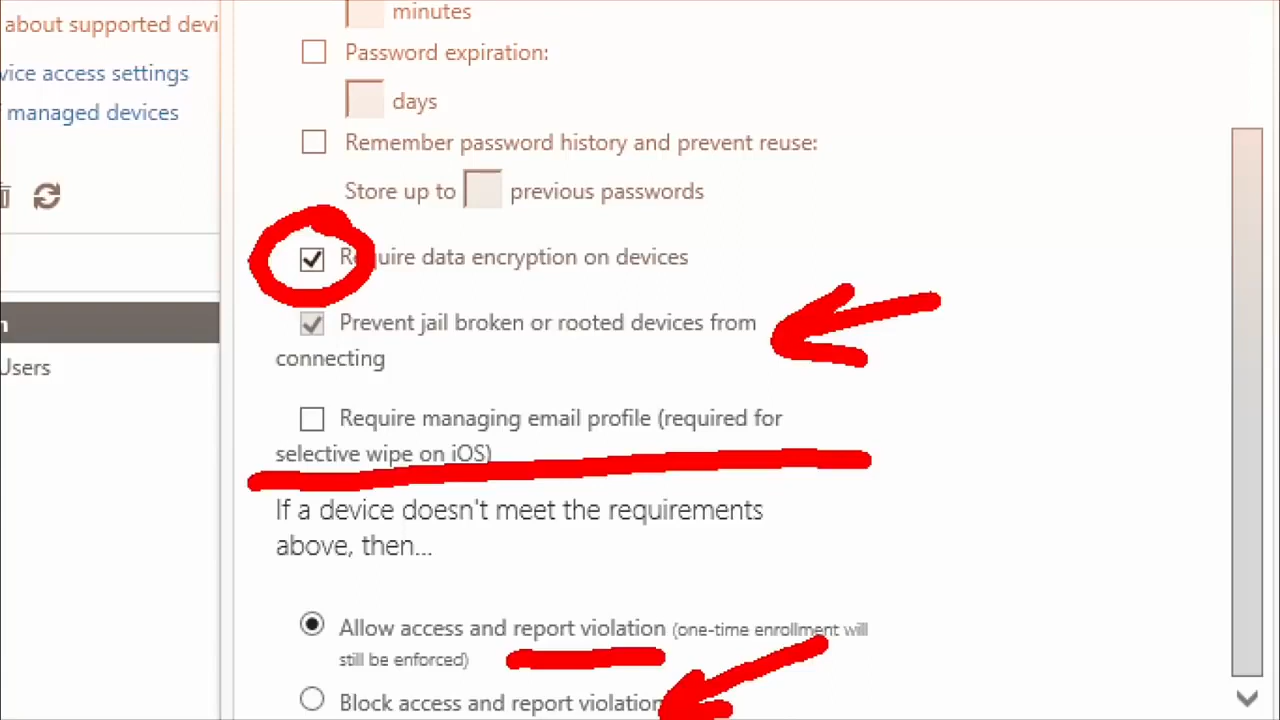 about supported devi
vice access settings
managed devices
Users
minutes
Password expiration:
days
Remember password history and prevent reuse:
Store up to previous passwords
Require data encryption on devices
Prevent jail broken or rooted devices from
connecting
Require managing email profile (required for
selective wipe on iOS)
If a device doesn't meet the requirements
above, then...
Allow access and report violation (one-time enrollment will
still be enforced)
Block access and report violation